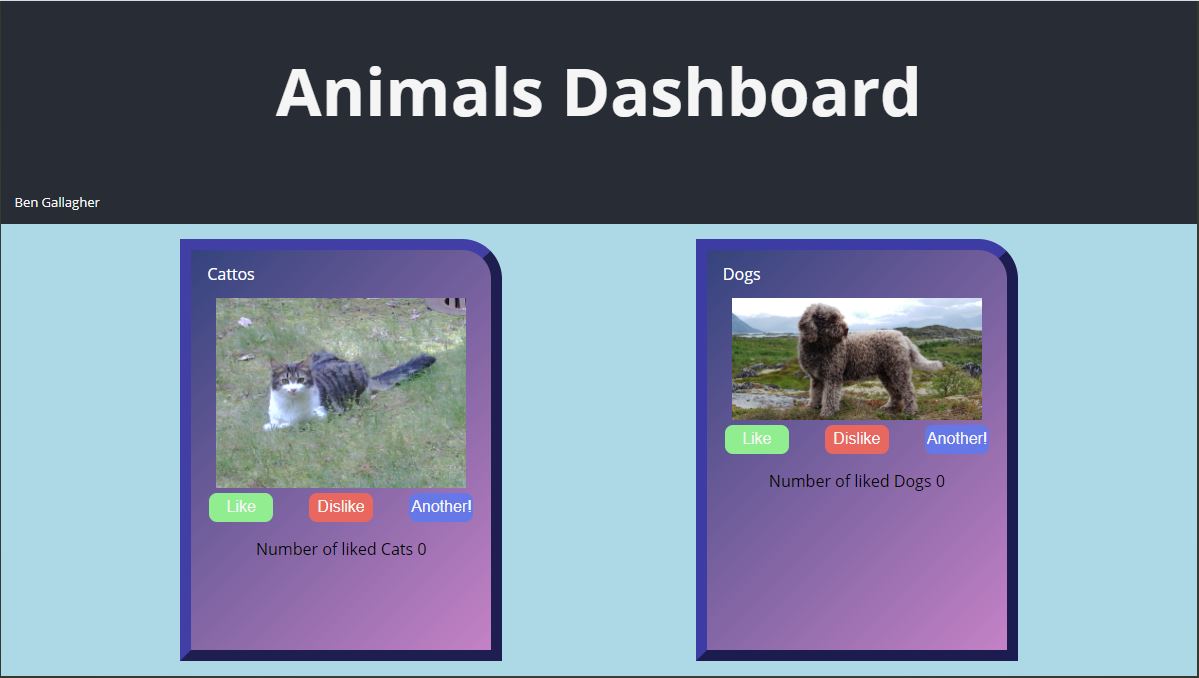 Animals Dashboard
Ben Gallagher
Cattos
Like Dislike Another!
Number of liked Cats 0
Dogs
Like Dislike Another!
Number of liked Dogs 0